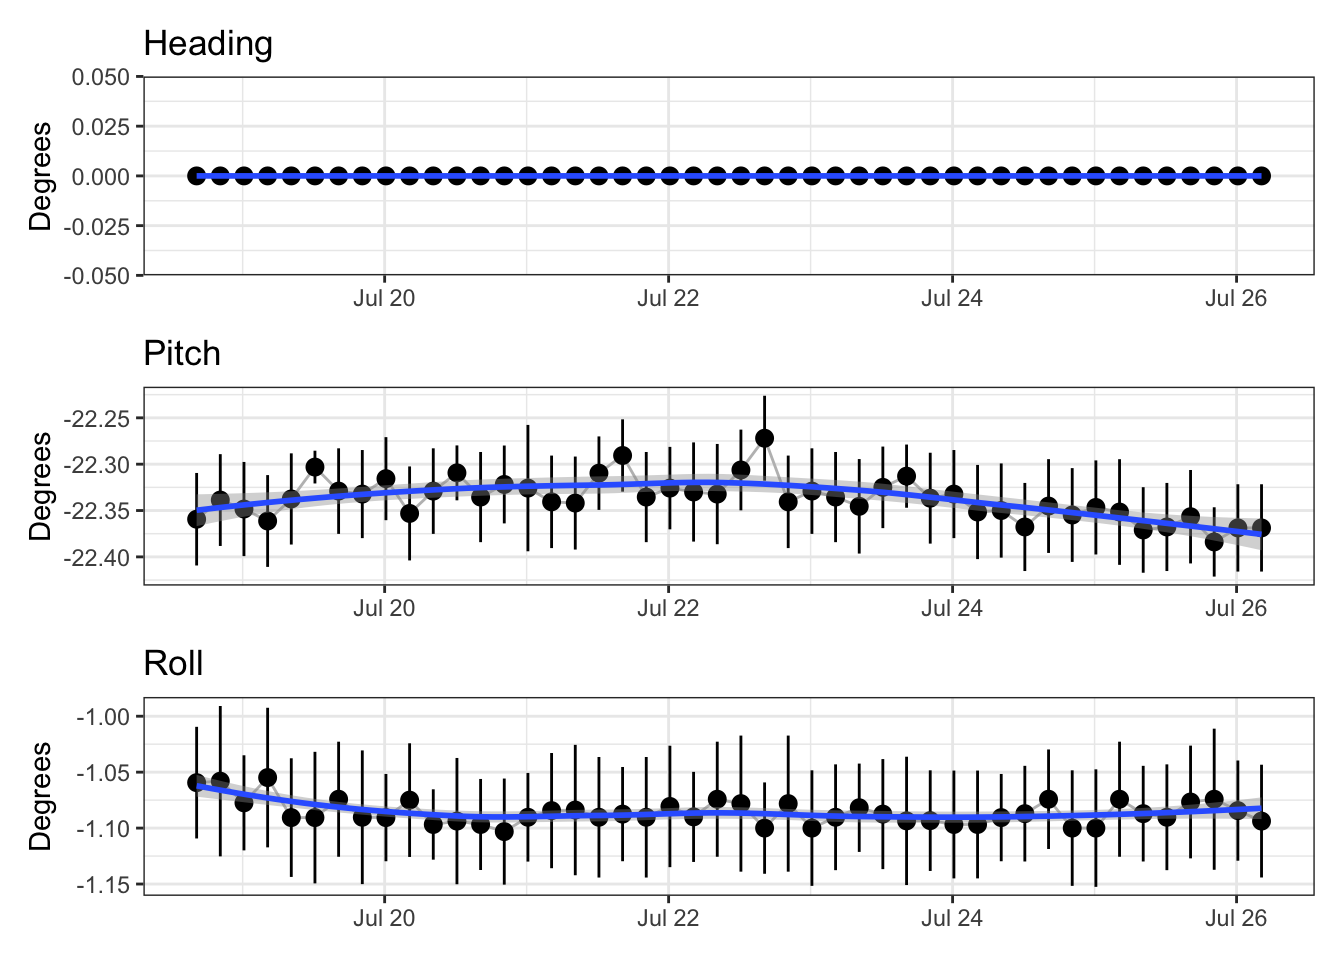 Heading
Degrees
0.050
0.025
0.000
-0.025
-0.050
Jul 20 Jul 22 Jul 24 Jul 26
Pitch
Degrees
-22.25
-22.30
-22.35
-22.40
Jul 20 Jul 22 Jul 24 Jul 26
Roll
Degrees
-1.00
-1.05
-1.10
-1.15
Jul 20 Jul 22 Jul 24 Jul 26